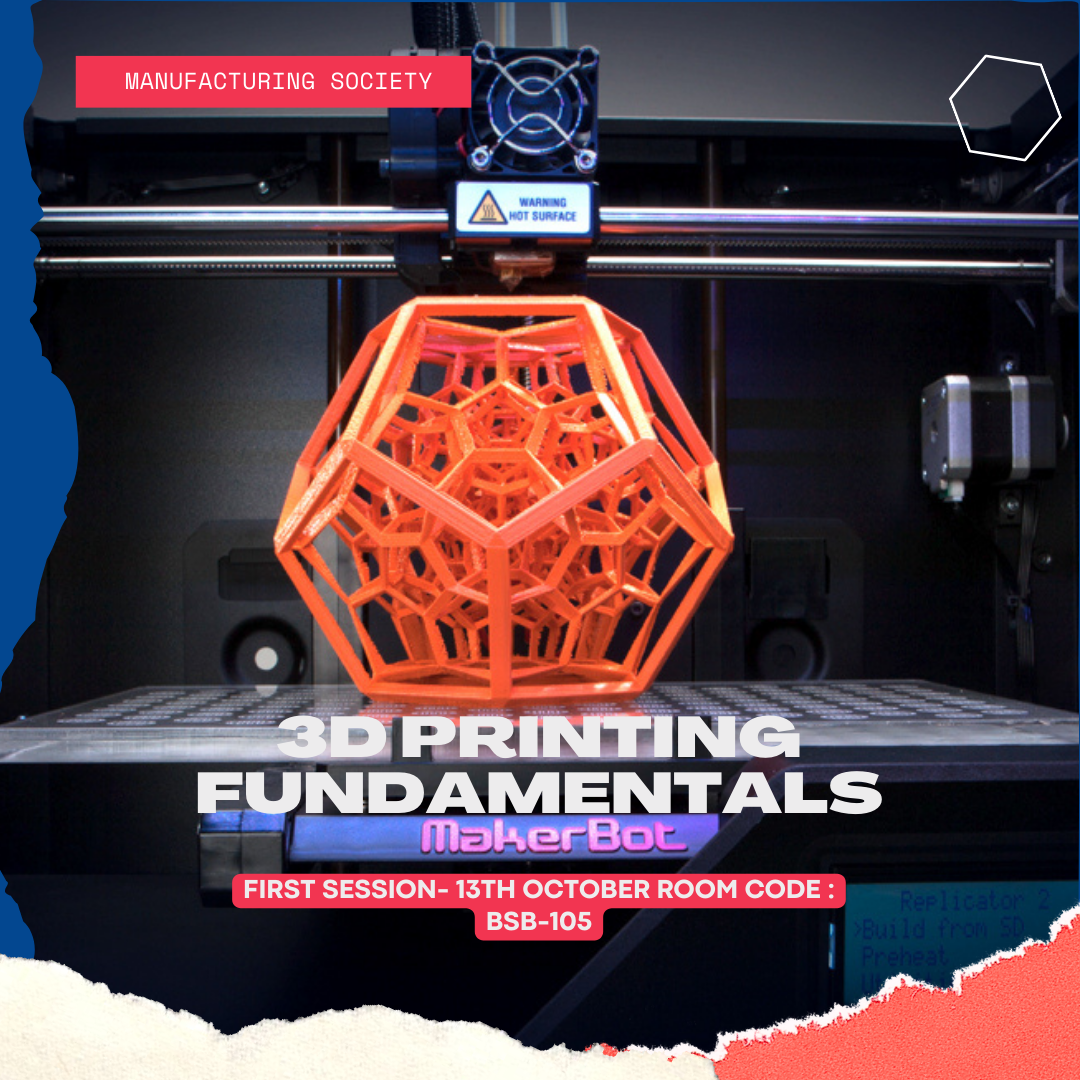 MANUFACTURING SOCIETY
WARNING
HOT SURFACE
3D PRINTING
FUNDAMENTALS
MakerBot
FIRST SESSION- 13TH OCTOBER ROOM CODE :
BSB-105
Replicator 2
Build from SD
Preheat